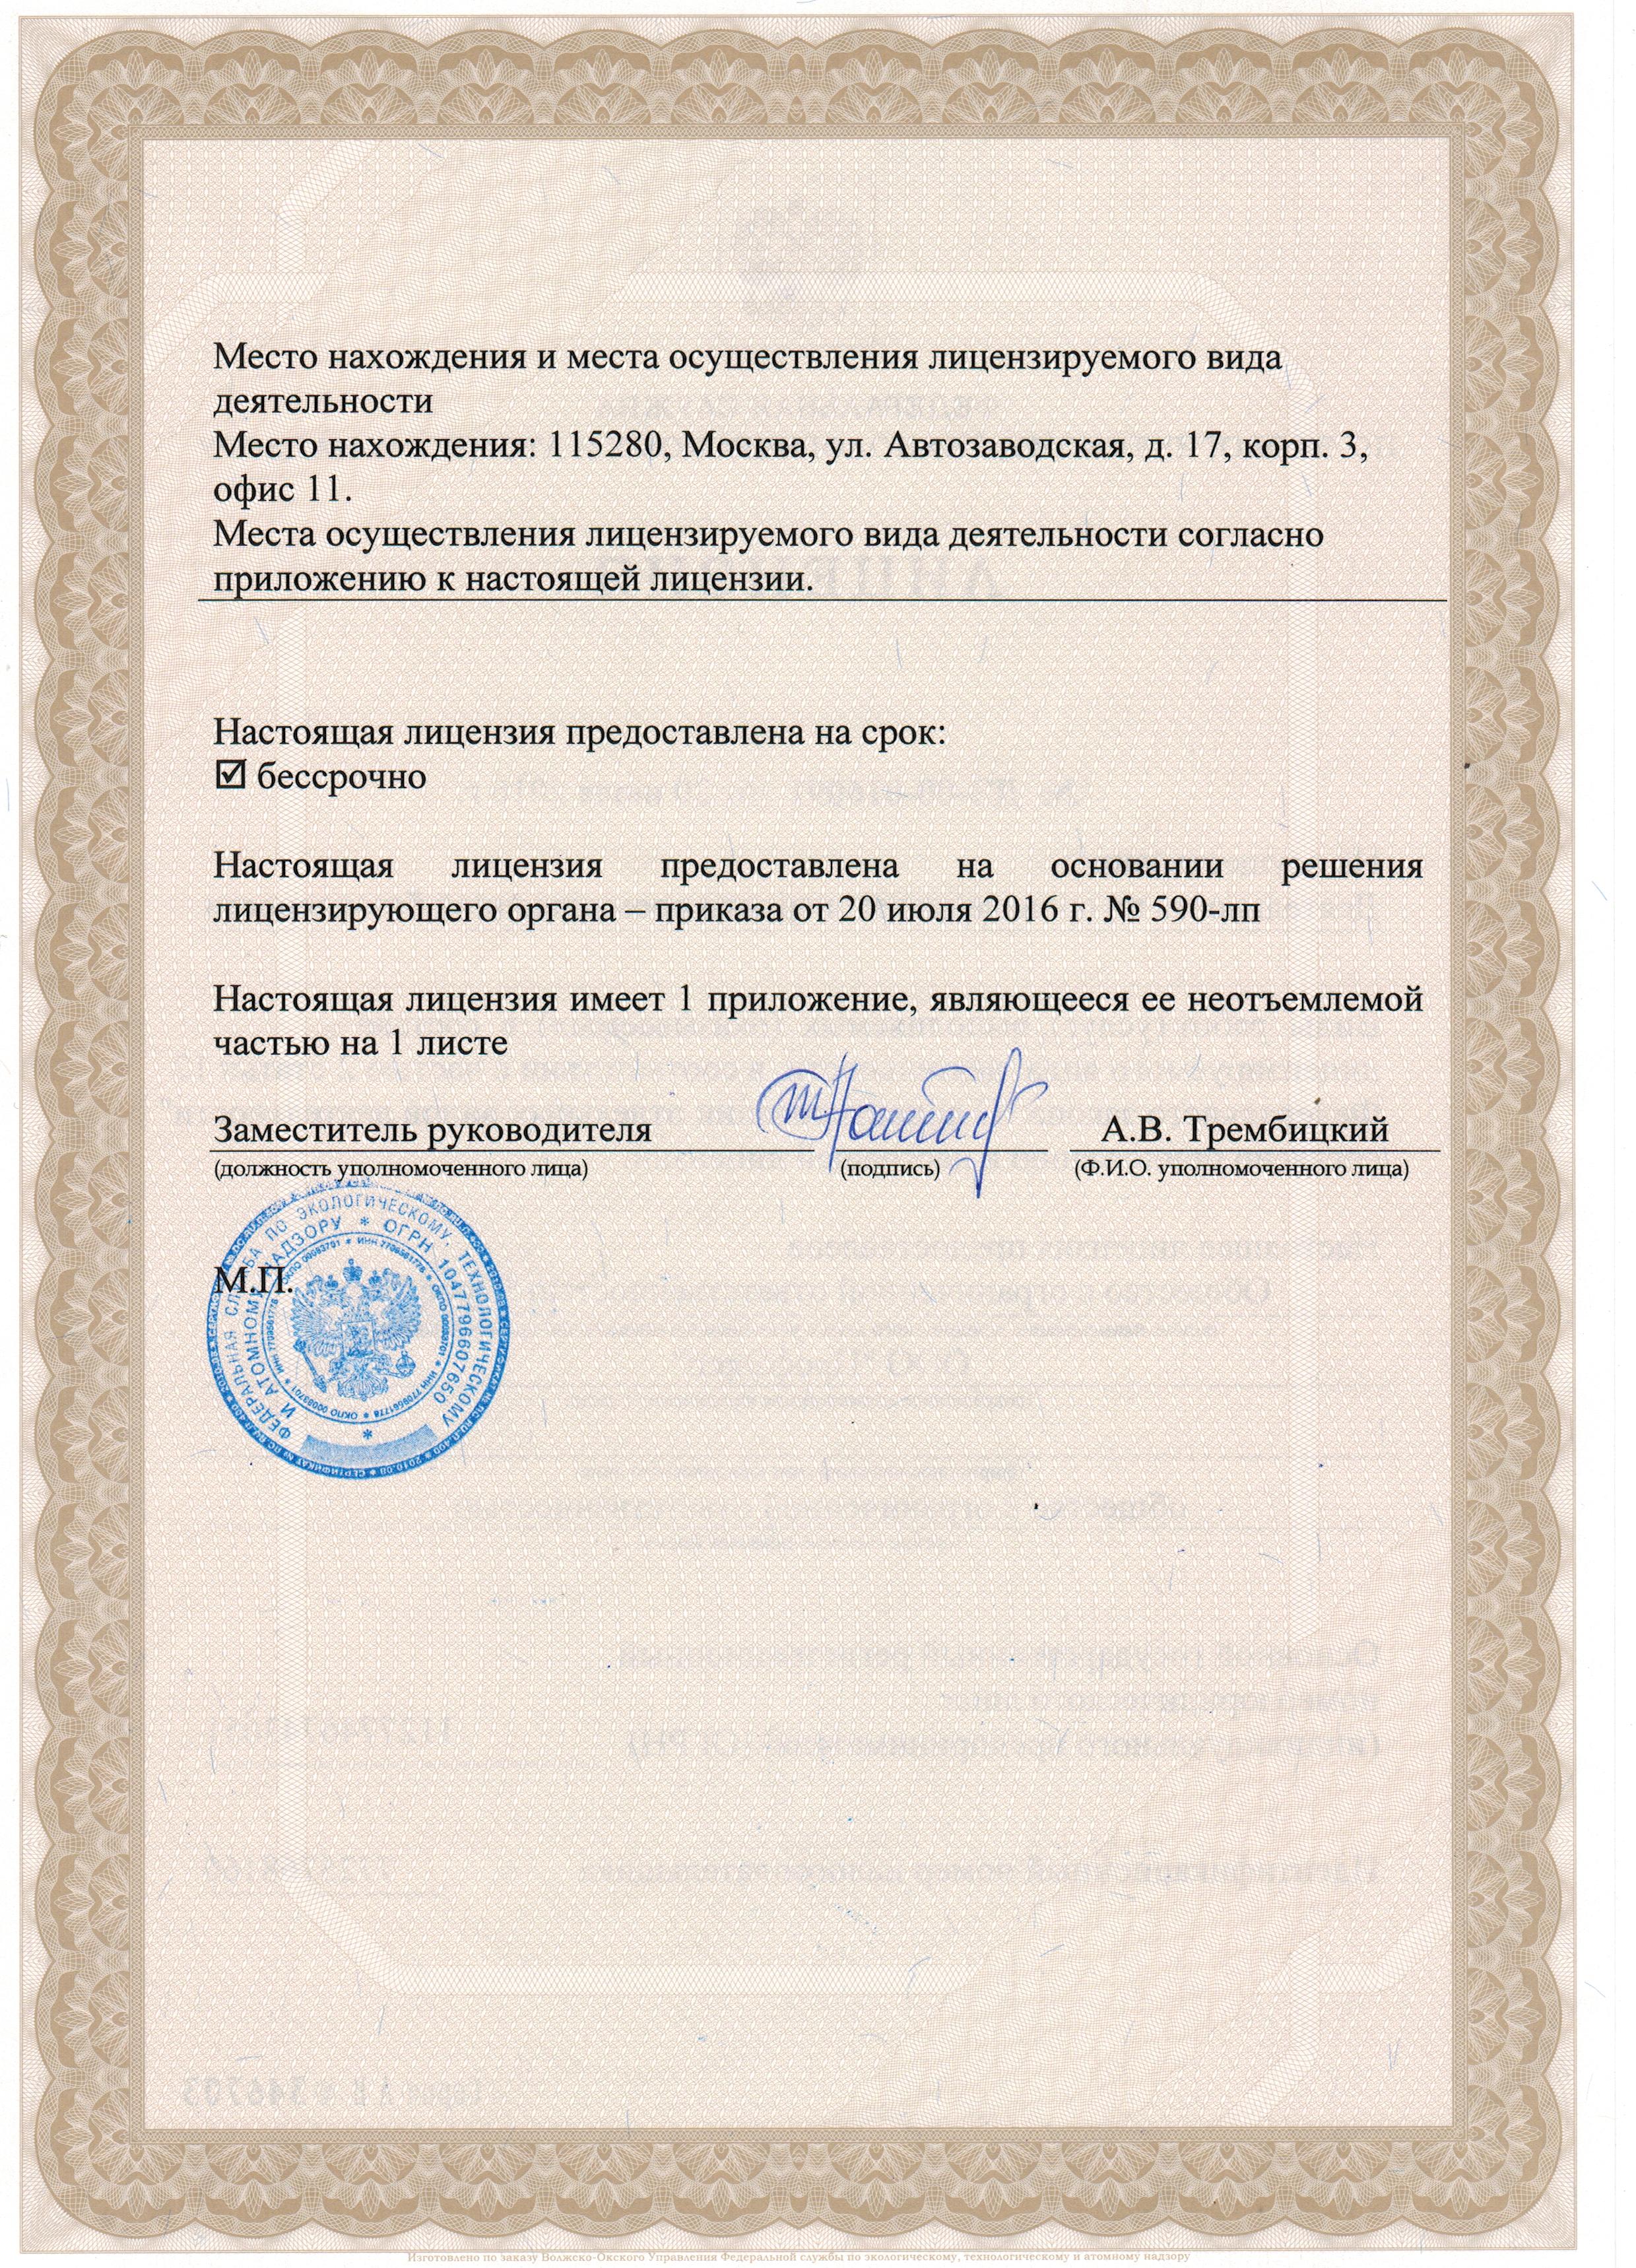 Место нахождения и места осуществления лицензируемого вида
деятельности
Место нахождения: 115280, Москва, ул. Автозаводская, д. 17, корп. 3,
офис 11.
Места осуществления лицензируемого вида деятельности согласно
приложению к настоящей лицензии.
Настоящая лицензия предоставлена на срок:
☑ бессрочно
Настоящая лицензия предоставлена на основании решения
лицензирующего органа – приказа от 20 июля 2016 г. № 590-лп
Настоящая лицензия имеет 1 приложение, являющееся ее неотъемлемой
частью на 1 листе
Заместитель руководителя А.В. Трембицкий
(должность уполномоченного лица) (подпись) (Ф.И.О. уполномоченного лица)
М.П.
ФЕДЕРАЛЬНАЯ СЛУЖБА ПО ЭКОЛОГИЧЕСКОМУ, ТЕХНОЛОГИЧЕСКОМУ
И АТОМНОМУ НАДЗОРУ * ОГРН 1047796607650 *
ОКПО 00083701 * ИНН 7709561778
Изготовлено по заказу Волжско-Окского Управления Федеральной службы по экологическому, технологическому и атомному надзору